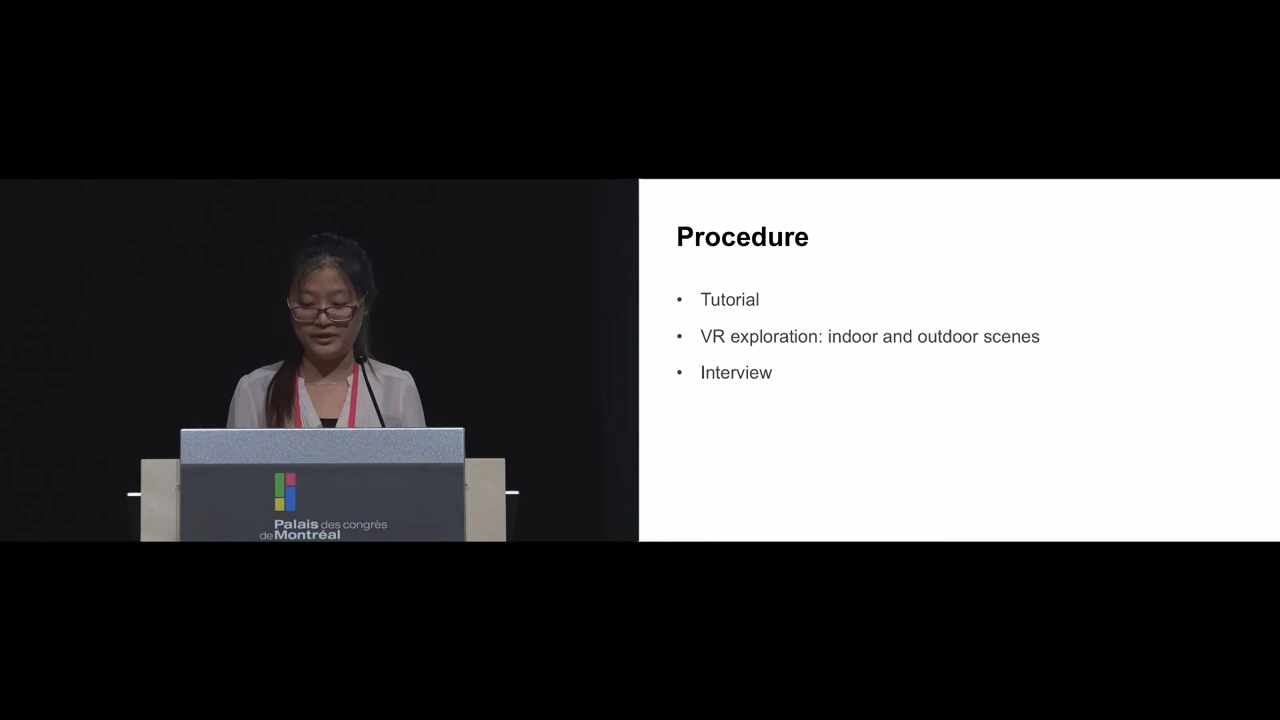 Procedure
• Tutorial
• VR exploration: indoor and outdoor scenes
• Interview
Palais des congrès
de Montréal